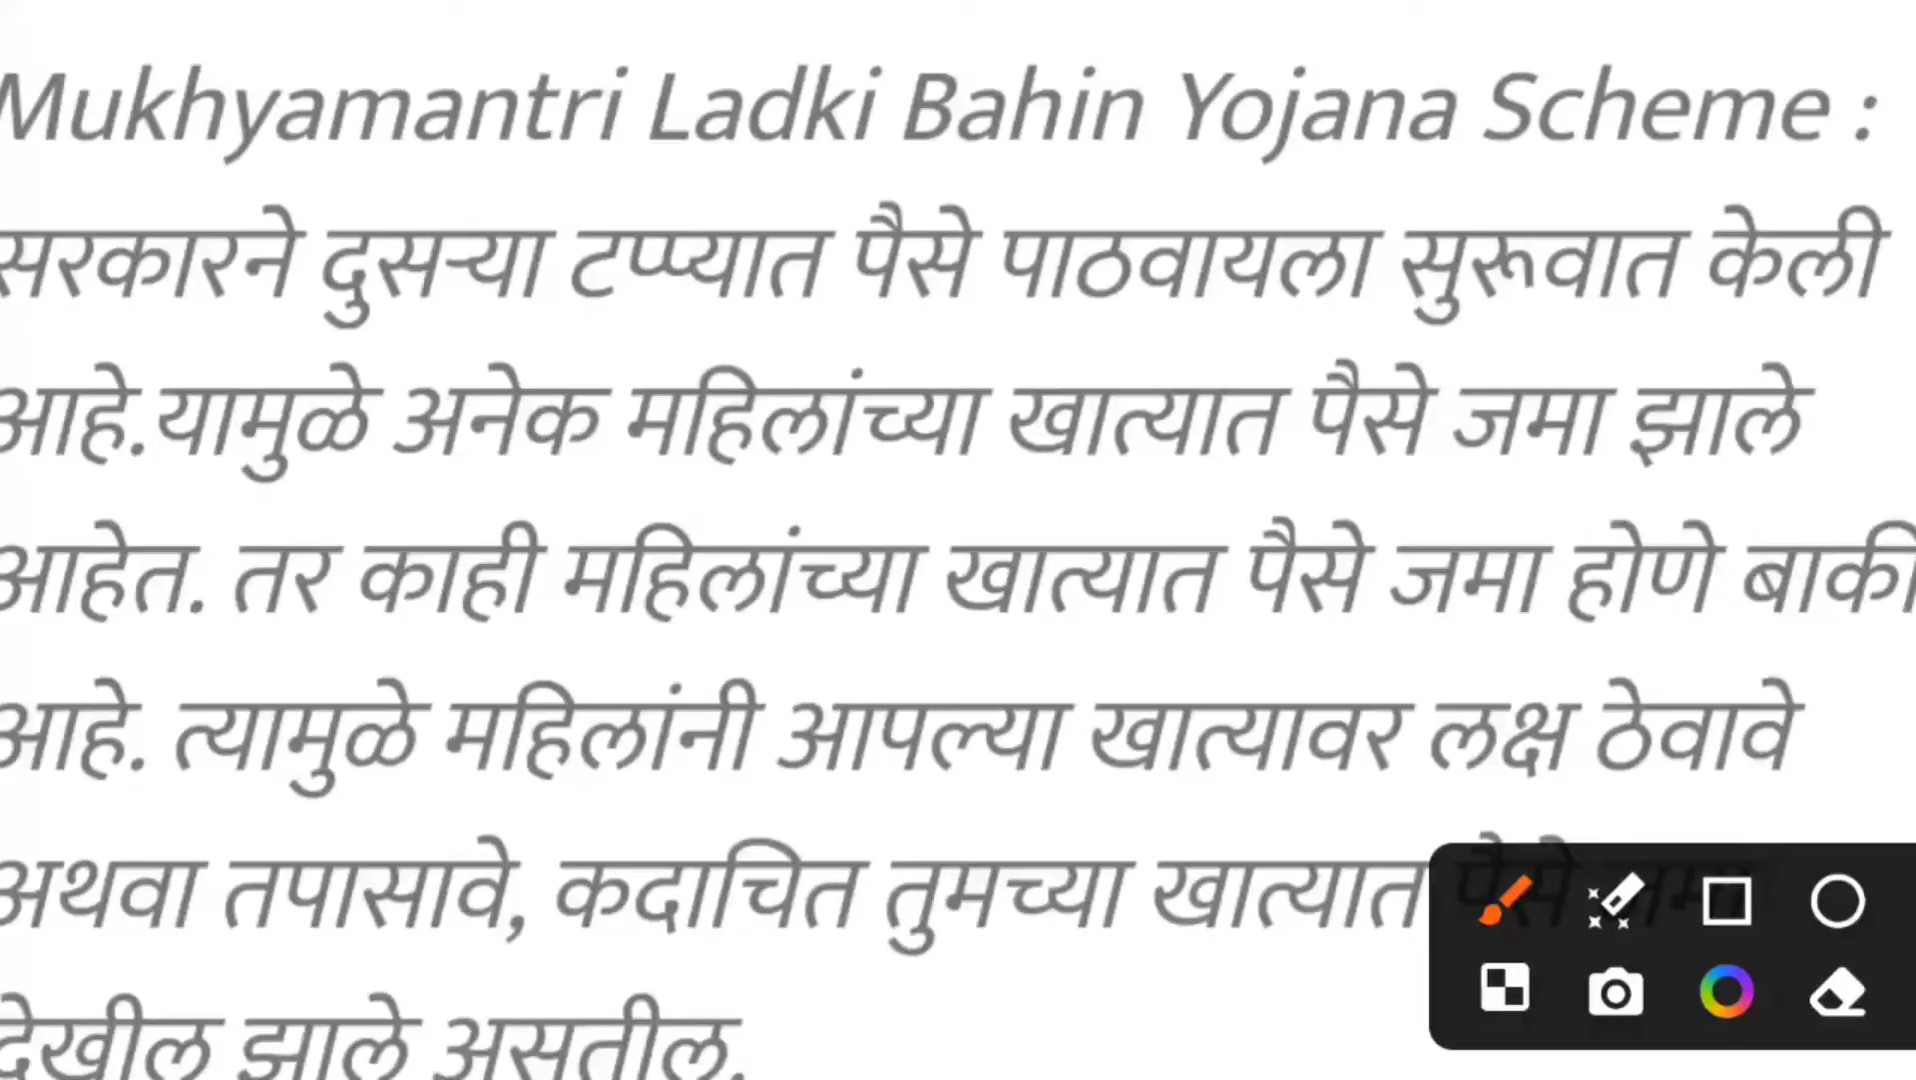 Mukhyamantri Ladki Bahin Yojana Scheme :
सरकारने दुसऱ्या टप्प्यात पैसे पाठवायला सुरूवात केली
आहे.यामुळे अनेक महिलांच्या खात्यात पैसे जमा झाले
आहेत. तर काही महिलांच्या खात्यात पैसे जमा होणे बाकी
आहे. त्यामुळे महिलांनी आपल्या खात्यावर लक्ष ठेवावे
अथवा तपासावे, कदाचित तुमच्या खात्यात पैसे जमा
देखील झाले असतील.